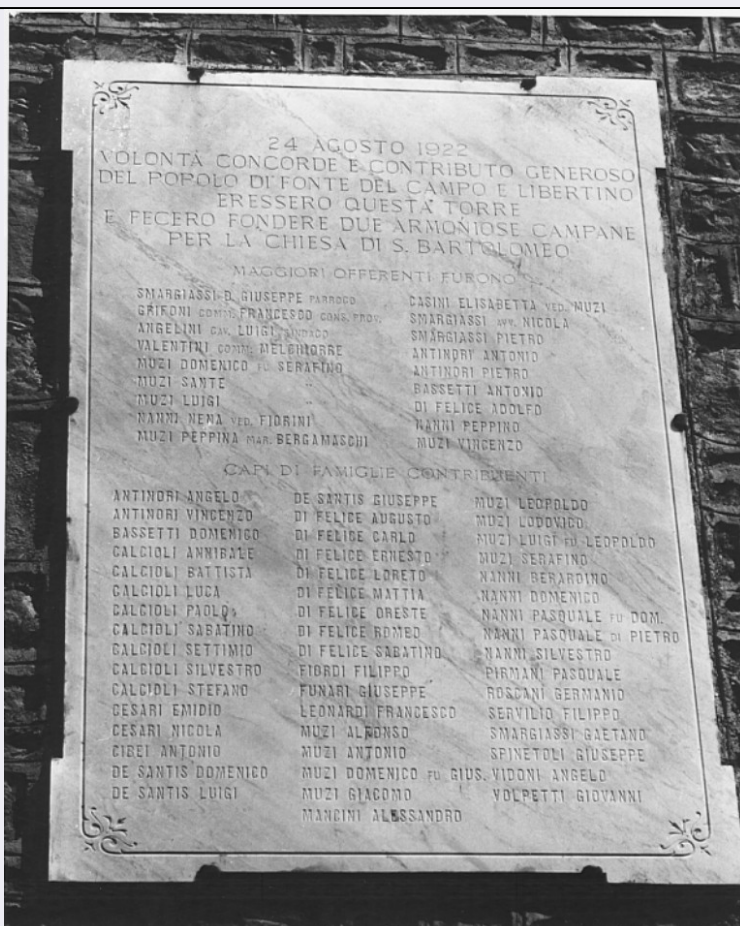 24 AGOSTO 1922
VOLONTÀ CONCORDE E CONTRIBUTO GENEROSO
DEL POPOLO DI FONTE DEL CAMPO E LIBERTINO
ERESSERO QUESTA TORRE
E FECERO FONDERE DUE ARMONIOSE CAMPANE
PER LA CHIESA DI S. BARTOLOMEO
MAGGIORI OFFERENTI FURONO
SMARGIASSI D. GIUSEPPE PARROCO
GRIFONI COMM. FRANCESCO CONS. PROV.
ANGELINI CAV. LUIGI SINDACO
VALENTINI COMM. MELCHIORRE
MUZI DOMENICO FU SERAFINO
MUZI SANTE "
MUZI LUIGI "
NANNI NENA VED. FIORINI
MUZI PEPPINA MAR. BERGAMASCHI
CASINI ELISABETTA VED. MUZI
SMARGIASSI AVV. NICOLA
SMARGIASSI PIETRO
ANTINORI ANTONIO
ANTINORI PIETRO
BASSETTI ANTONIO
DI FELICE ADOLFO
NANNI PEPPINO
MUZI VINCENZO
CAPI DI FAMIGLIE CONTRIBUENTI
ANTINORI ANGELO
ANTINORI VINCENZO
BASSETTI DOMENICO
CALCIOLI ANNIBALE
CALCIOLI BATTISTA
CALCIOLI LUCA
CALCIOLI PAOLO
CALCIOLI SABATINO
CALCIOLI SETTIMIO
CALCIOLI SILVESTRO
CALCIOLI STEFANO
CESARI EMIDIO
CESARI NICOLA
CIBEI ANTONIO
DE SANTIS DOMENICO
DE SANTIS LUIGI
DE SANTIS GIUSEPPE
DI FELICE AUGUSTO
DI FELICE CARLO
DI FELICE ERNESTO
DI FELICE LORETO
DI FELICE MATTIA
DI FELICE ORESTE
DI FELICE ROMEO
DI FELICE SABATINO
FIORDI FILIPPO
FUNARI GIUSEPPE
LEONARDI FRANCESCO
MUZI ALFONSO
MUZI ANTONIO
MUZI DOMENICO FU GIUS.
MUZI GIACOMO
MANCINI ALESSANDRO
MUZI LEOPOLDO
MUZI LODOVICO
MUZI LUIGI FU LEOPOLDO
MUZI SERAFINO
NANNI BERARDINO
NANNI DOMENICO
NANNI PASQUALE FU DOM.
NANNI PASQUALE DI PIETRO
NANNI SILVESTRO
PIRMANI PASQUALE
ROSCANI GERMANIO
SERVILIO FILIPPO
SMARGIASSI GAETANO
SPINETOLI GIUSEPPE
VIDONI ANGELO
VOLPETTI GIOVANNI